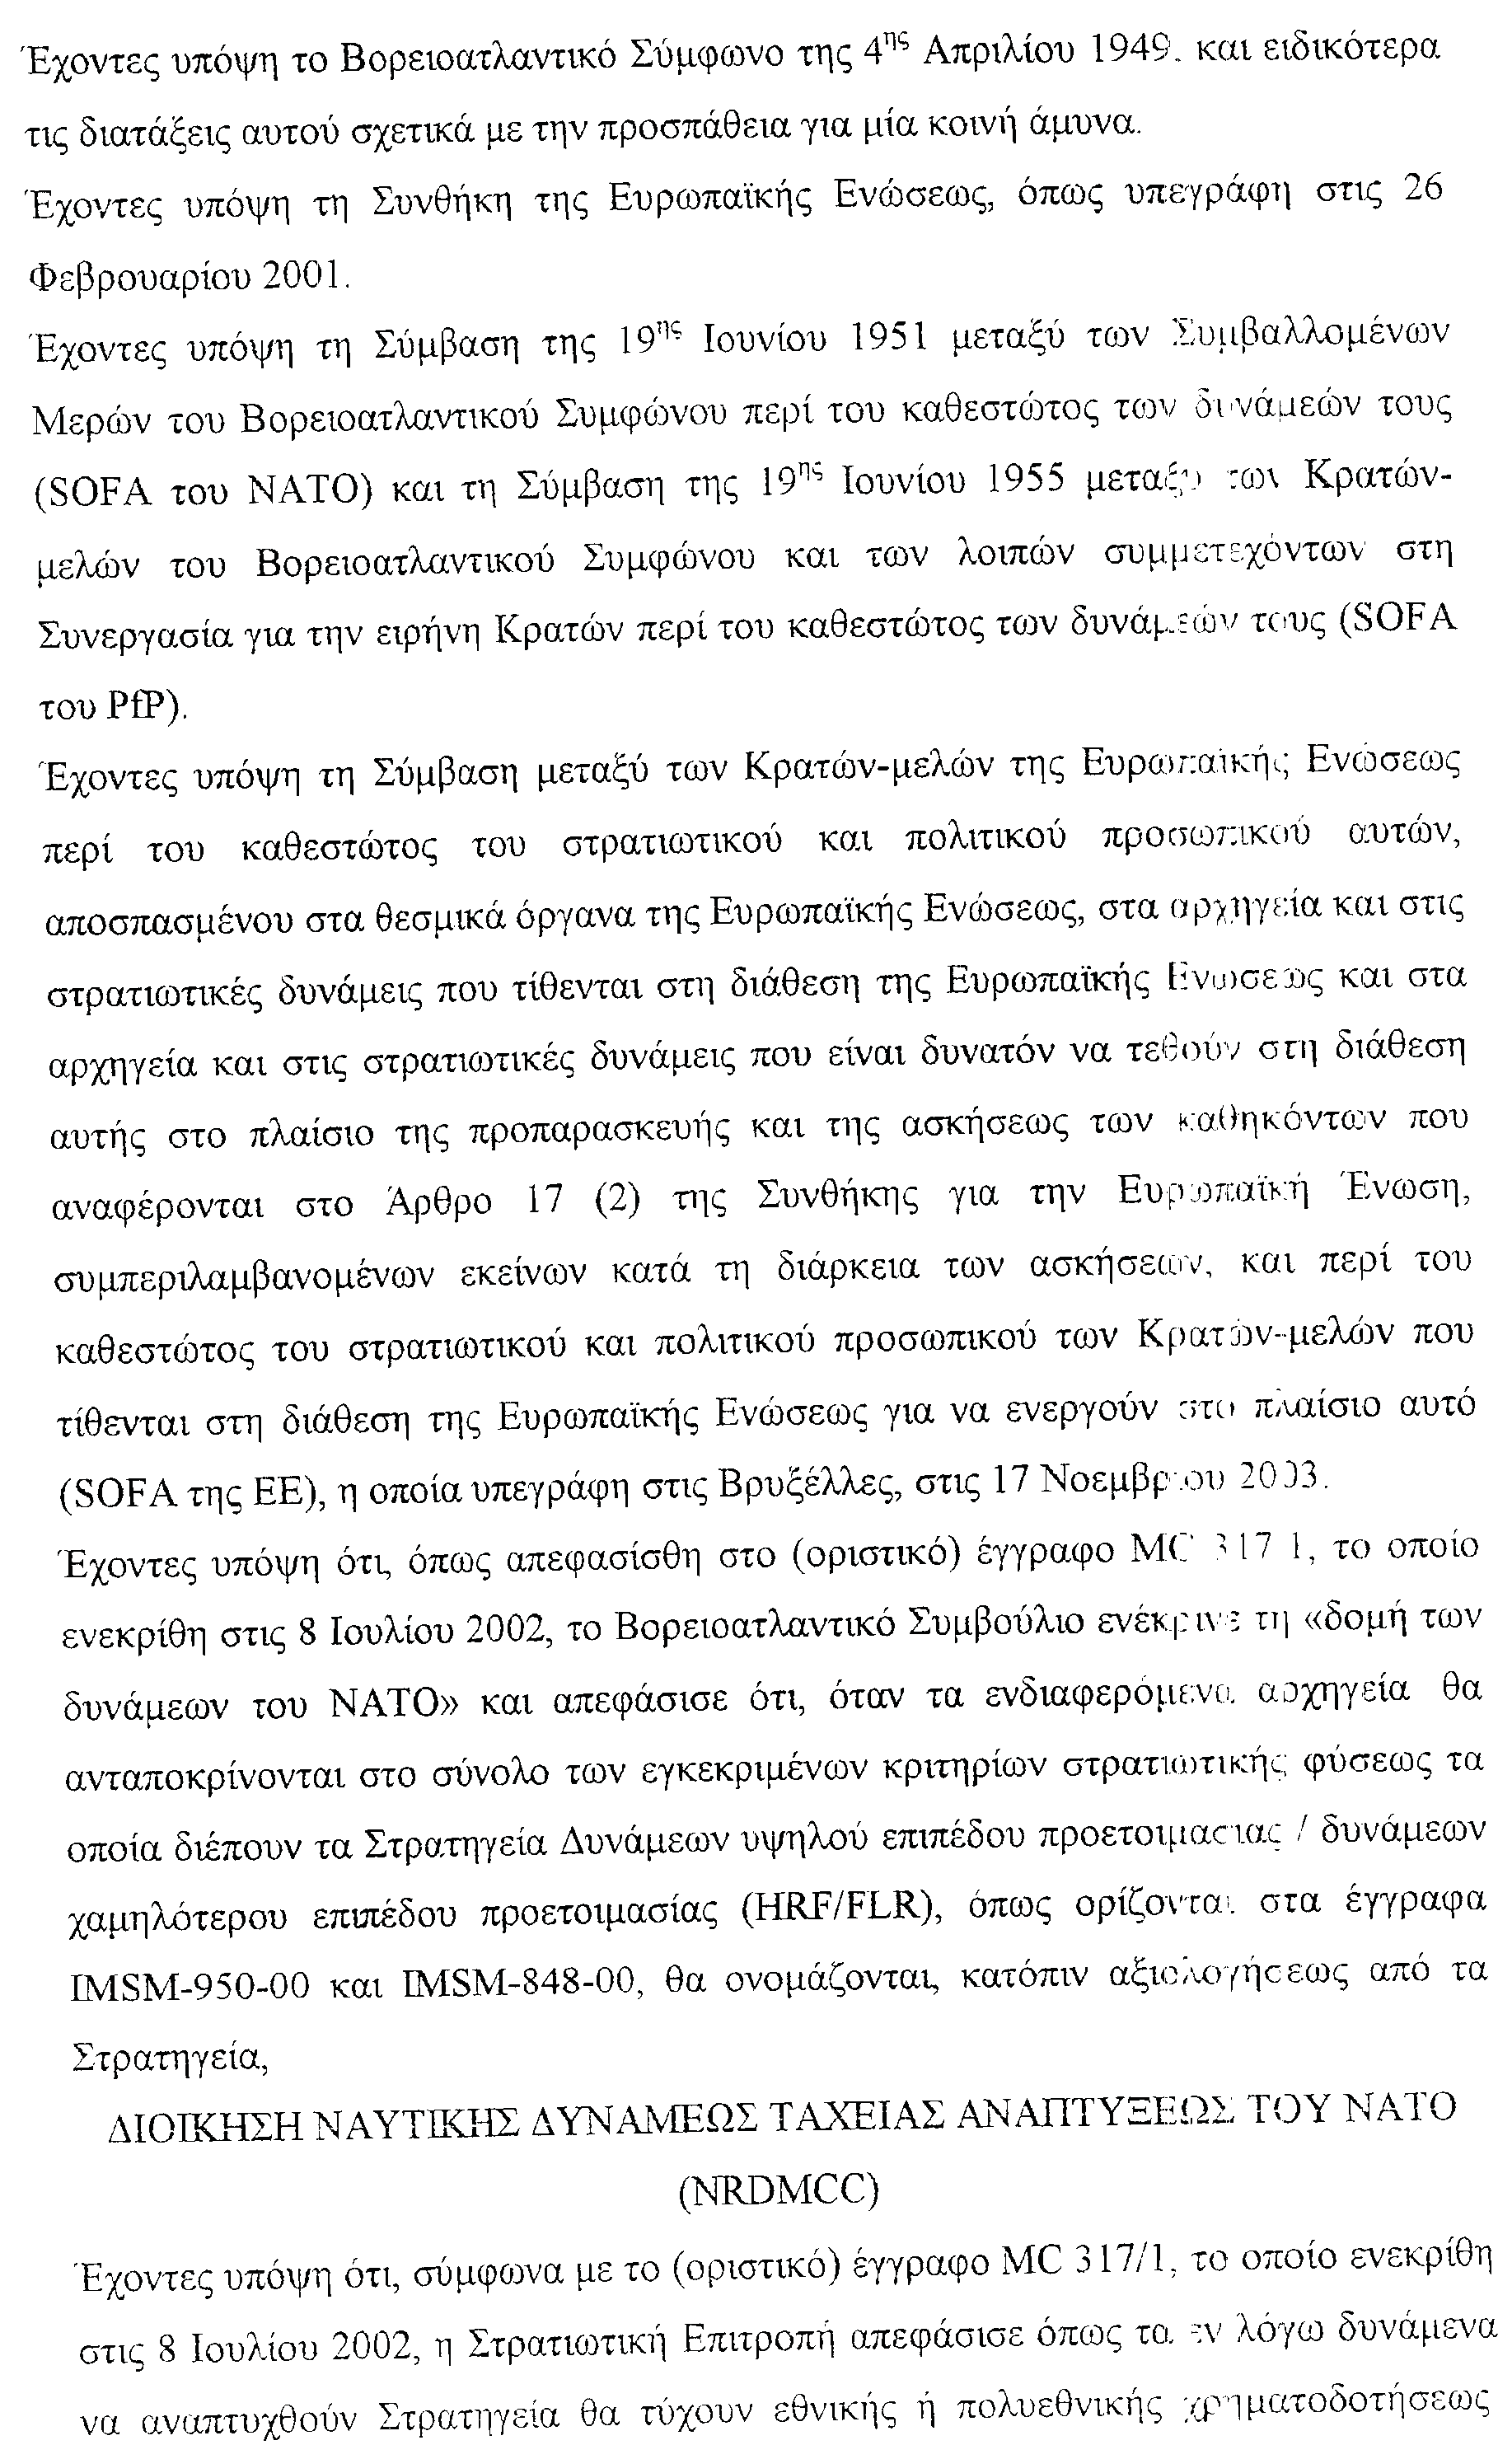 Έχοντες υπόψη το Βορειοατλαντικό Σύμφωνο της 4ης Απριλίου 1949. και ειδικότερα
τις διατάξεις αυτού σχετικά με την προσπάθεια για μία κοινή άμυνα.
Έχοντες υπόψη τη Συνθήκη της Ευρωπαϊκής Ενώσεως, όπως υπεγράφη στις 26
Φεβρουαρίου 2001.
Έχοντες υπόψη τη Σύμβαση της 19ης Ιουνίου 1951 μεταξύ των Συμβαλλομένων
Μερών του Βορειοατλαντικού Συμφώνου περί του καθεστώτος των δυνάμεών τους
(SOFA του ΝΑΤΟ) και τη Σύμβαση της 19ης Ιουνίου 1955 μεταξύ των Κρατών-
μελών του Βορειοατλαντικού Συμφώνου και των λοιπών συμμετεχόντων στη
Συνεργασία για την ειρήνη Κρατών περί του καθεστώτος των δυνάμεών τους (SOFA
του PfP).
Έχοντες υπόψη τη Σύμβαση μεταξύ των Κρατών-μελών της Ευρωπαϊκής Ενώσεως
περί του καθεστώτος του στρατιωτικού και πολιτικού προσωπικού αυτών,
αποσπασμένου στα θεσμικά όργανα της Ευρωπαϊκής Ενώσεως, στα αρχηγεία και στις
στρατιωτικές δυνάμεις που τίθενται στη διάθεση της Ευρωπαϊκής Ενώσεως και στα
αρχηγεία και στις στρατιωτικές δυνάμεις που είναι δυνατόν να τεθούν στη διάθεση
αυτής στο πλαίσιο της προπαρασκευής και της ασκήσεως των καθηκόντων που
αναφέρονται στο Άρθρο 17 (2) της Συνθήκης για την Ευρωπαϊκή Ένωση,
συμπεριλαμβανομένων εκείνων κατά τη διάρκεια των ασκήσεων, και περί του
καθεστώτος του στρατιωτικού και πολιτικού προσωπικού των Κρατών-μελών που
τίθενται στη διάθεση της Ευρωπαϊκής Ενώσεως για να ενεργούν στο πλαίσιο αυτό
(SOFA της ΕΕ), η οποία υπεγράφη στις Βρυξέλλες, στις 17 Νοεμβρίου 2003.
Έχοντες υπόψη ότι, όπως απεφασίσθη στο (οριστικό) έγγραφο MC 317 1, το οποίο
ενεκρίθη στις 8 Ιουλίου 2002, το Βορειοατλαντικό Συμβούλιο ενέκρινε τη «δομή των
δυνάμεων του ΝΑΤΟ» και απεφάσισε ότι, όταν τα ενδιαφερόμενα αρχηγεία θα
ανταποκρίνονται στο σύνολο των εγκεκριμένων κριτηρίων στρατιωτικής φύσεως τα
οποία διέπουν τα Στρατηγεία Δυνάμεων υψηλού επιπέδου προετοιμασίας / δυνάμεων
χαμηλότερου επιπέδου προετοιμασίας (HRF/FLR), όπως ορίζονται στα έγγραφα
IMSM-950-00 και IMSM-848-00, θα ονομάζονται, κατόπιν αξιολογήσεως από τα
Στρατηγεία,
ΔΙΟΙΚΗΣΗ ΝΑΥΤΙΚΗΣ ΔΥΝΑΜΕΩΣ ΤΑΧΕΙΑΣ ΑΝΑΠΤΥΞΕΩΣ ΤΟΥ ΝΑΤΟ
(NRDMCC)
Έχοντες υπόψη ότι, σύμφωνα με το (οριστικό) έγγραφο MC 317/1, το οποίο ενεκρίθη
στις 8 Ιουλίου 2002, η Στρατιωτική Επιτροπή απεφάσισε όπως τα εν λόγω δυνάμενα
να αναπτυχθούν Στρατηγεία θα τύχουν εθνικής ή πολυεθνικής χρηματοδοτήσεως